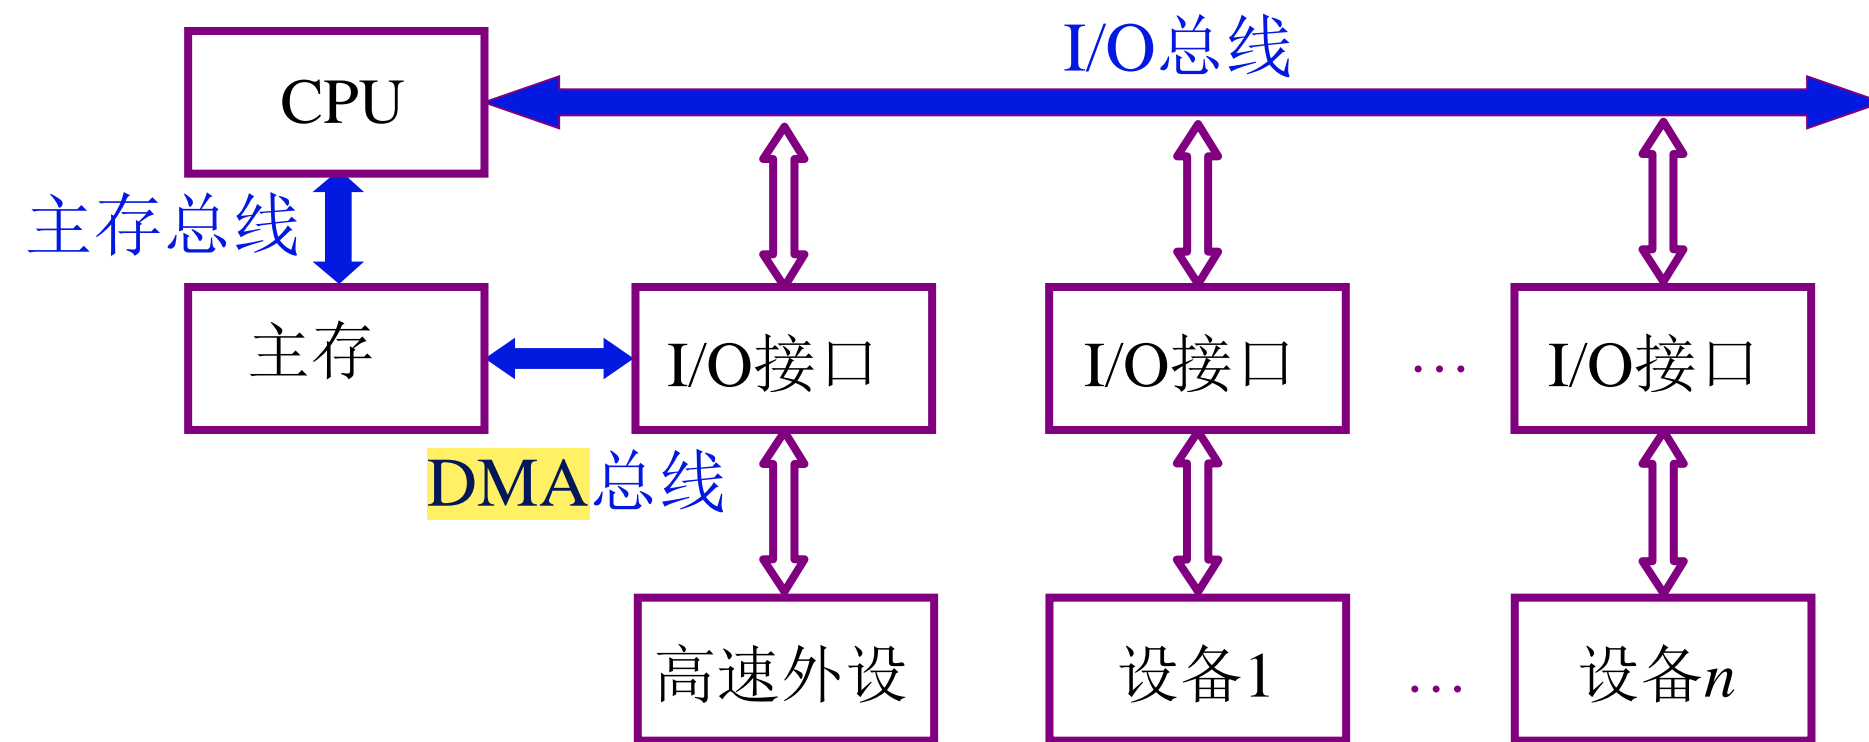 I/O总线
CPU
主存总线
主存
I/O接口
I/O接口
…
I/O接口
DMA总线
高速外设
设备1
…
设备n